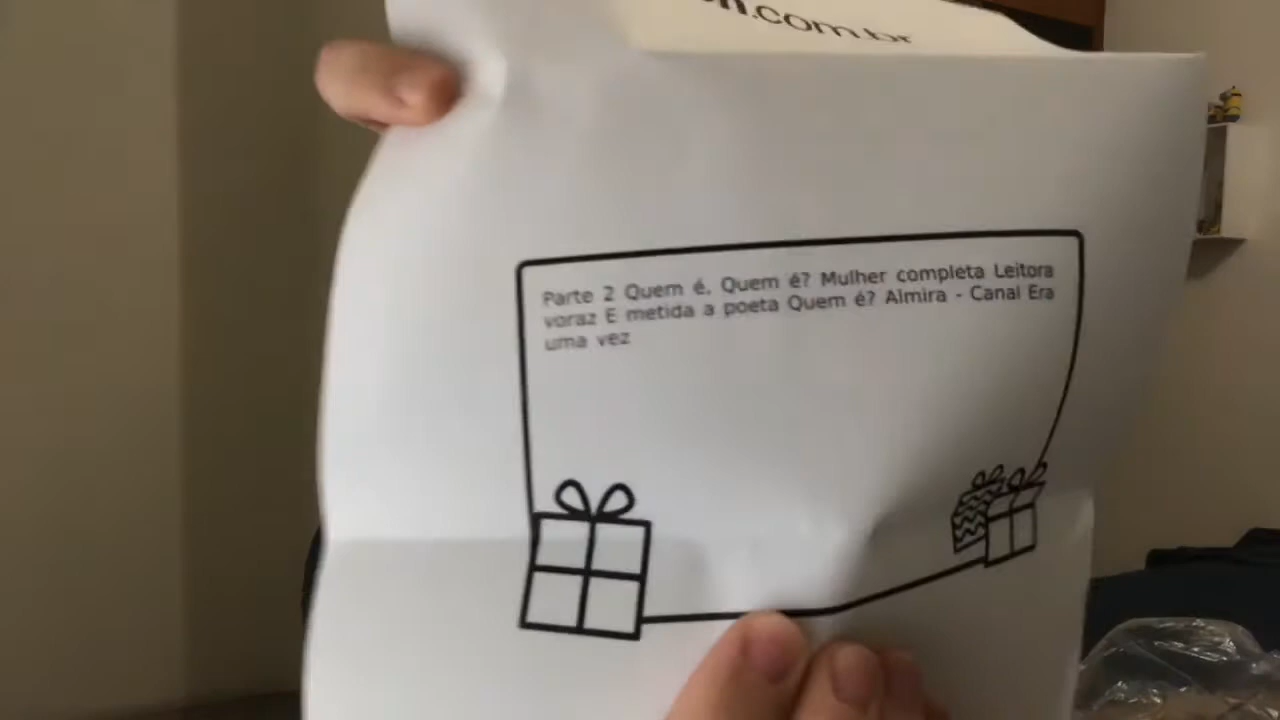 .com.br
Parte 2 Quem é, Quem é? Mulher completa Leitora
voraz E metida a poeta Quem é? Almira - Canal Era
uma vez